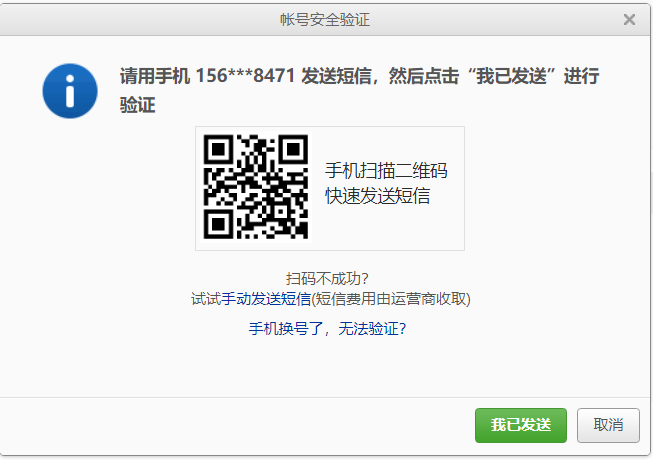 帐号安全验证
请用手机 156***8471 发送短信，然后点击“我已发送”进行
验证
手机扫描二维码
快速发送短信
扫码不成功?
试试手动发送短信(短信费用由运营商收取)
手机换号了，无法验证?
我已发送 取消